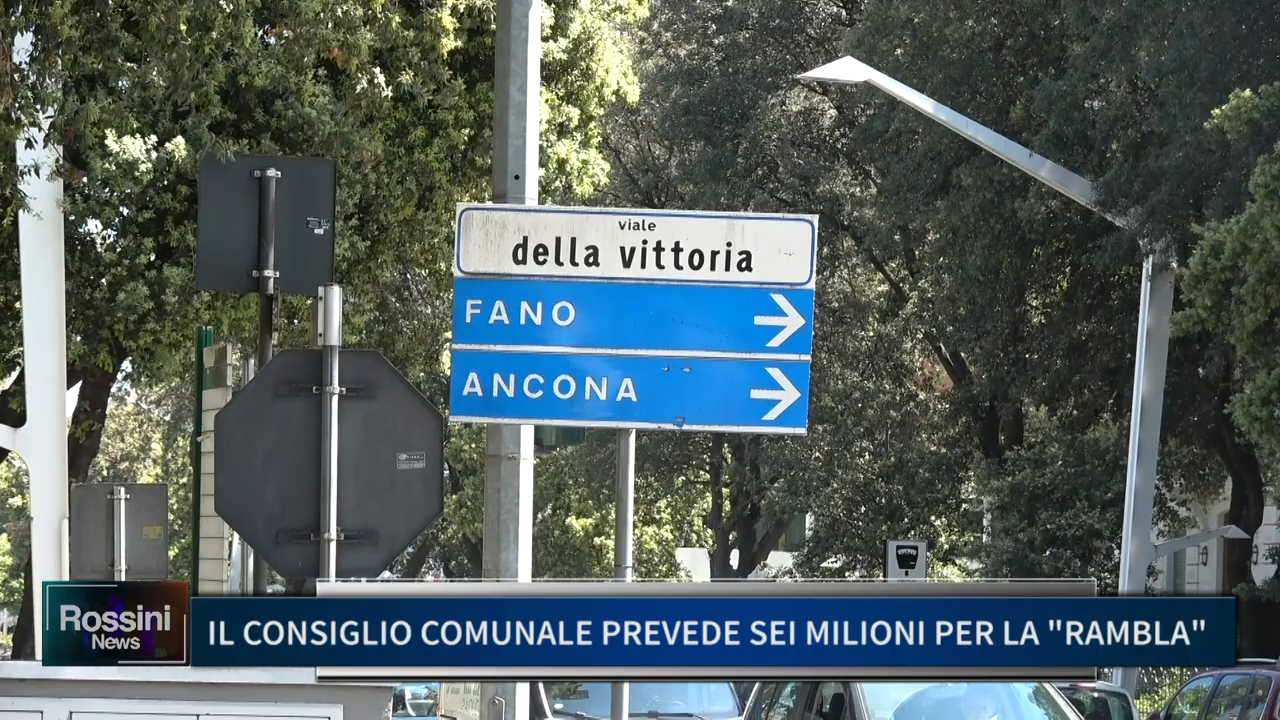 viale
della vittoria
FANO
ANCONA
Rossini
News
IL CONSIGLIO COMUNALE PREVEDE SEI MILIONI PER LA "RAMBLA"